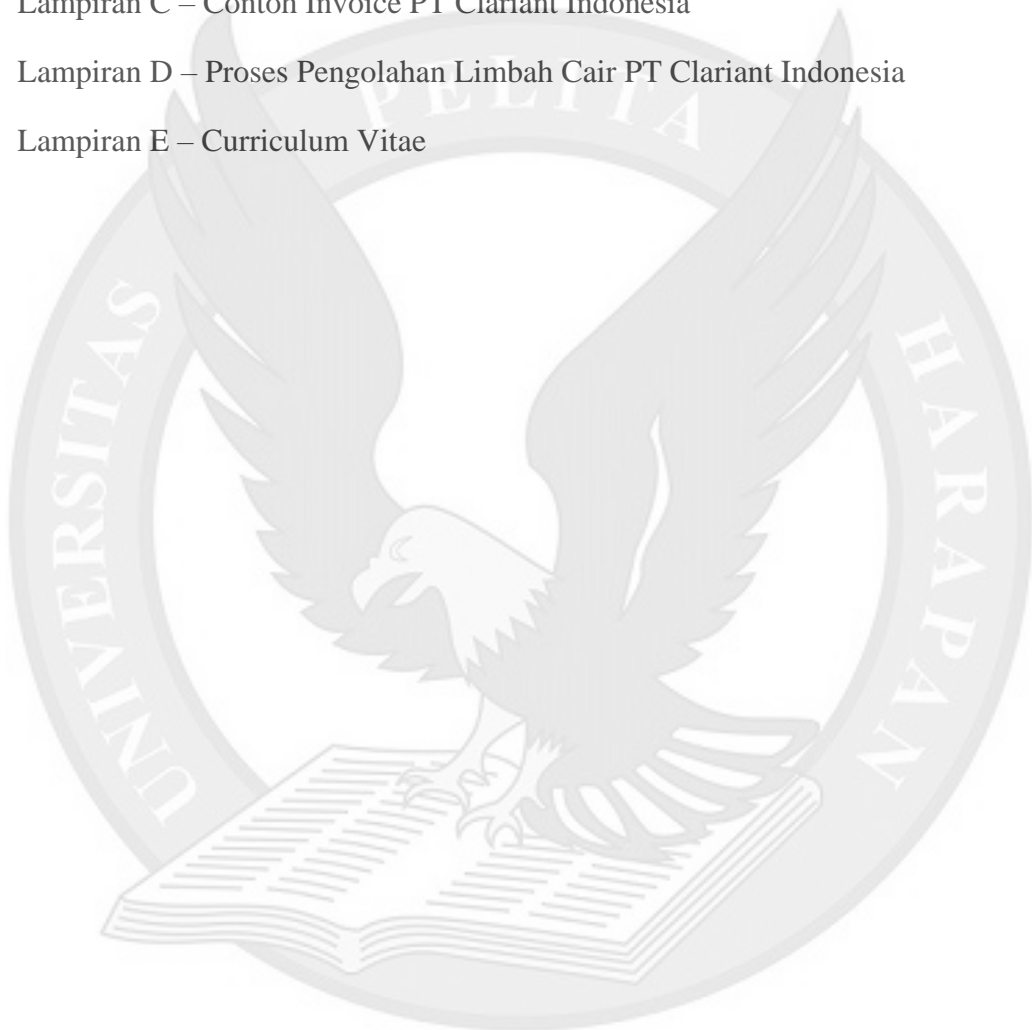 Lampiran C – Contoh Invoice PT Clariant Indonesia
Lampiran D – Proses Pengolahan Limbah Cair PT Clariant Indonesia
Lampiran E – Curriculum Vitae
UNIVERSITAS PELITA HARAPAN